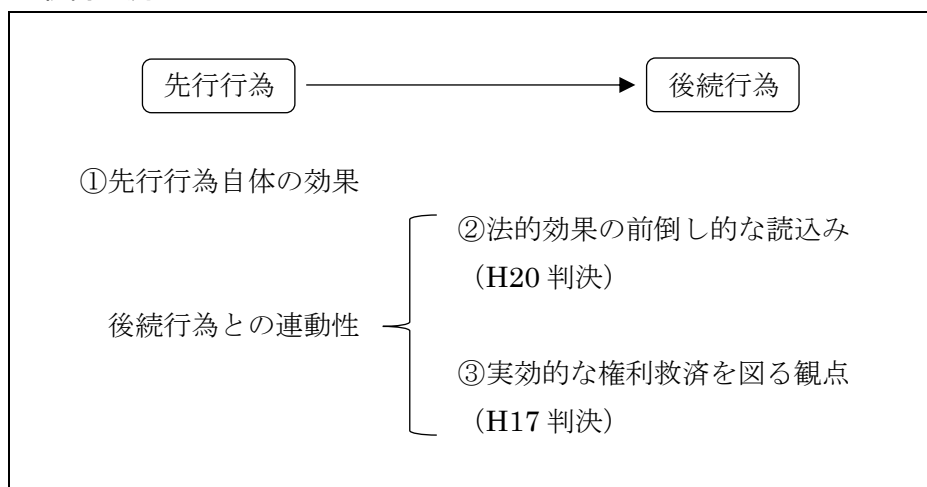 先行行為
後続行為
①先行行為自体の効果
②法的効果の前倒し的な読込み
（H20 判決）
後続行為との連動性
③実効的な権利救済を図る観点
（H17 判決）